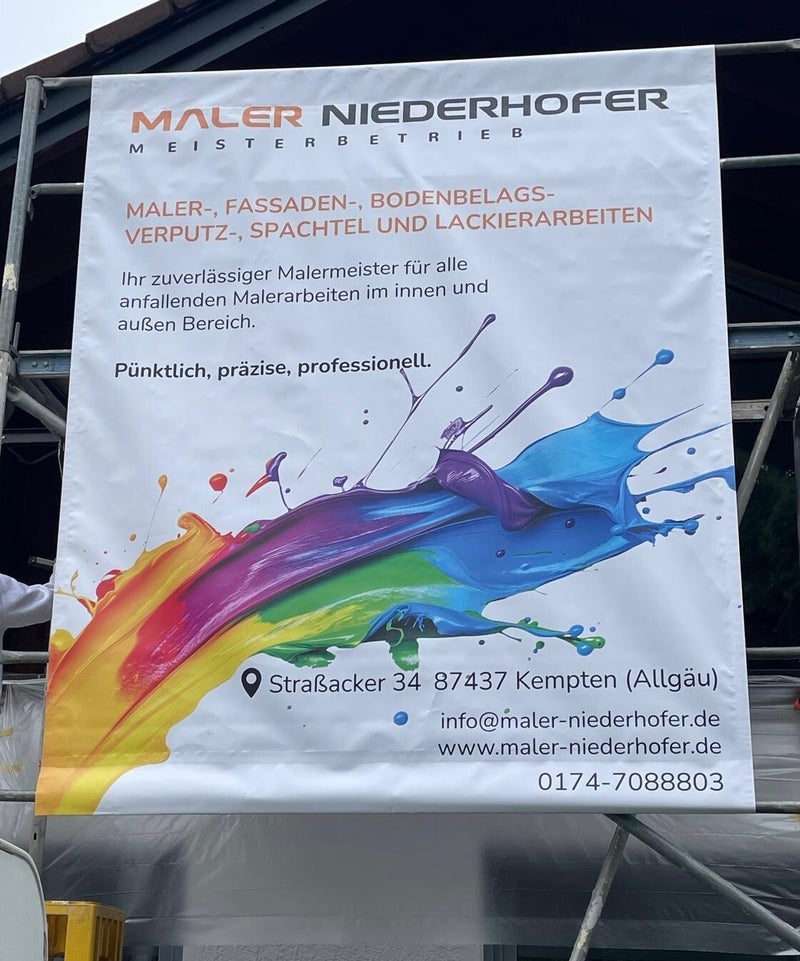 MALER NIEDERHOFER
MEISTERBETRIEB
MALER-, FASSADEN-, BODENBELAGS-
VERPUTZ-, SPACHTEL UND LACKIERARBEITEN
Ihr zuverlässiger Malermeister für alle
anfallenden Malerarbeiten im innen und
außen Bereich.
Pünktlich, präzise, professionell.
Straßacker 34 87437 Kempten (Allgäu)
info@maler-niederhofer.de
www.maler-niederhofer.de
0174-7088803